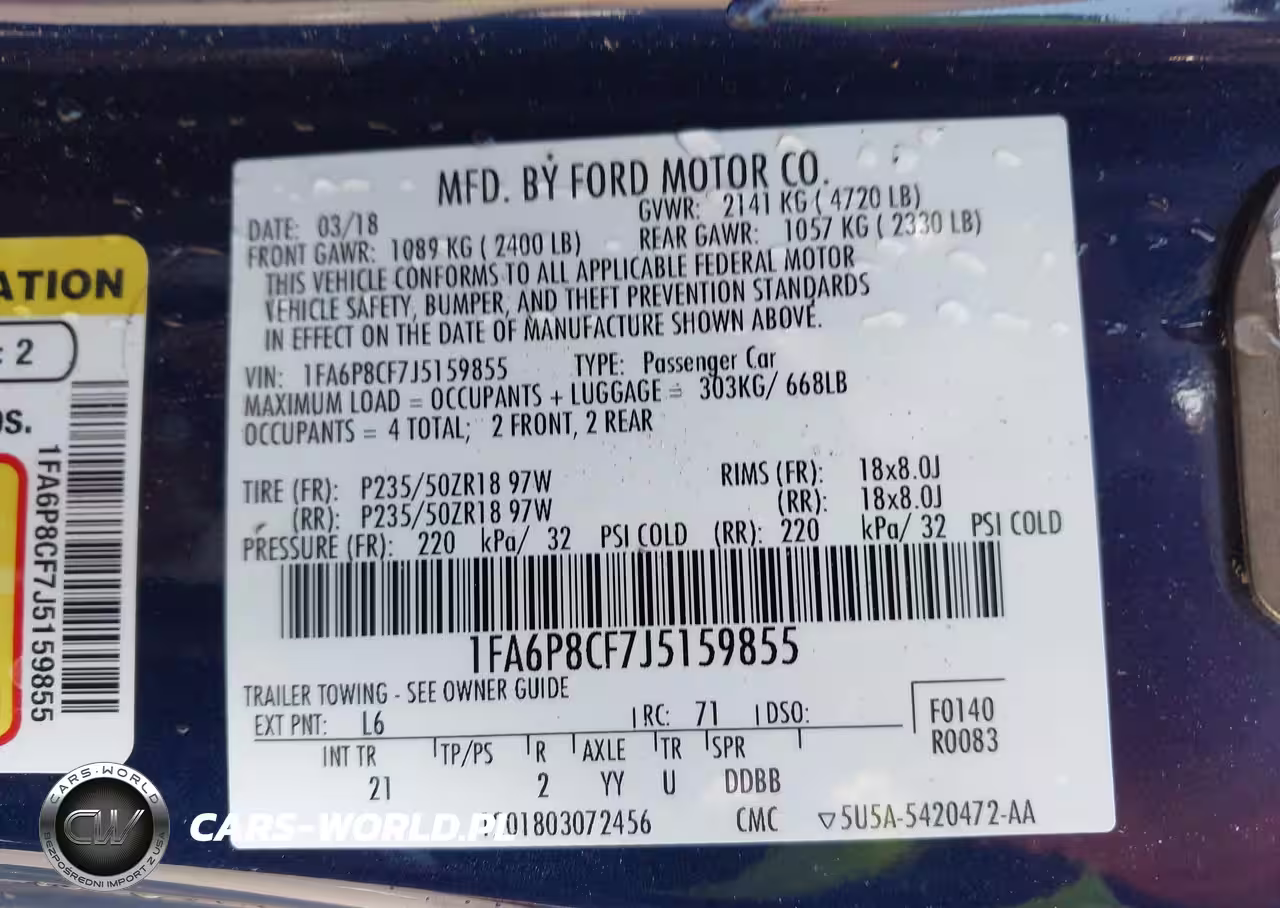 MFD. BY FORD MOTOR CO.
DATE: 03/18 GVWR: 2141 KG ( 4720 LB)
FRONT GAWR: 1089 KG ( 2400 LB) REAR GAWR: 1057 KG ( 2330 LB)
THIS VEHICLE CONFORMS TO ALL APPLICABLE FEDERAL MOTOR
VEHICLE SAFETY, BUMPER, AND THEFT PREVENTION STANDARDS
IN EFFECT ON THE DATE OF MANUFACTURE SHOWN ABOVE.
VIN: 1FA6P8CF7J5159855 TYPE: Passenger Car
MAXIMUM LOAD = OCCUPANTS + LUGGAGE = 303KG/ 668LB
OCCUPANTS = 4 TOTAL; 2 FRONT, 2 REAR
TIRE (FR): P235/50ZR18 97W RIMS (FR): 18x8.0J
(RR): P235/50ZR18 97W (RR): 18x8.0J
PRESSURE (FR): 220 kPa/ 32 PSI COLD (RR): 220 kPa/ 32 PSI COLD
1FA6P8CF7J5159855
TRAILER TOWING - SEE OWNER GUIDE
EXT PNT: L6 RC: 71 DSO:
F0140
R0083
INT TR TP/PS R AXLE TR SPR
21 2 YY U DDBB
01803072456 CMC ▽5U5A-5420472-AA
ATION
: 2
os.
1FA6P8CF7J5159855
CARS-WORLD
CW
BEZPOŚREDNI IMPORT Z USA
CARS-WORLD.PL